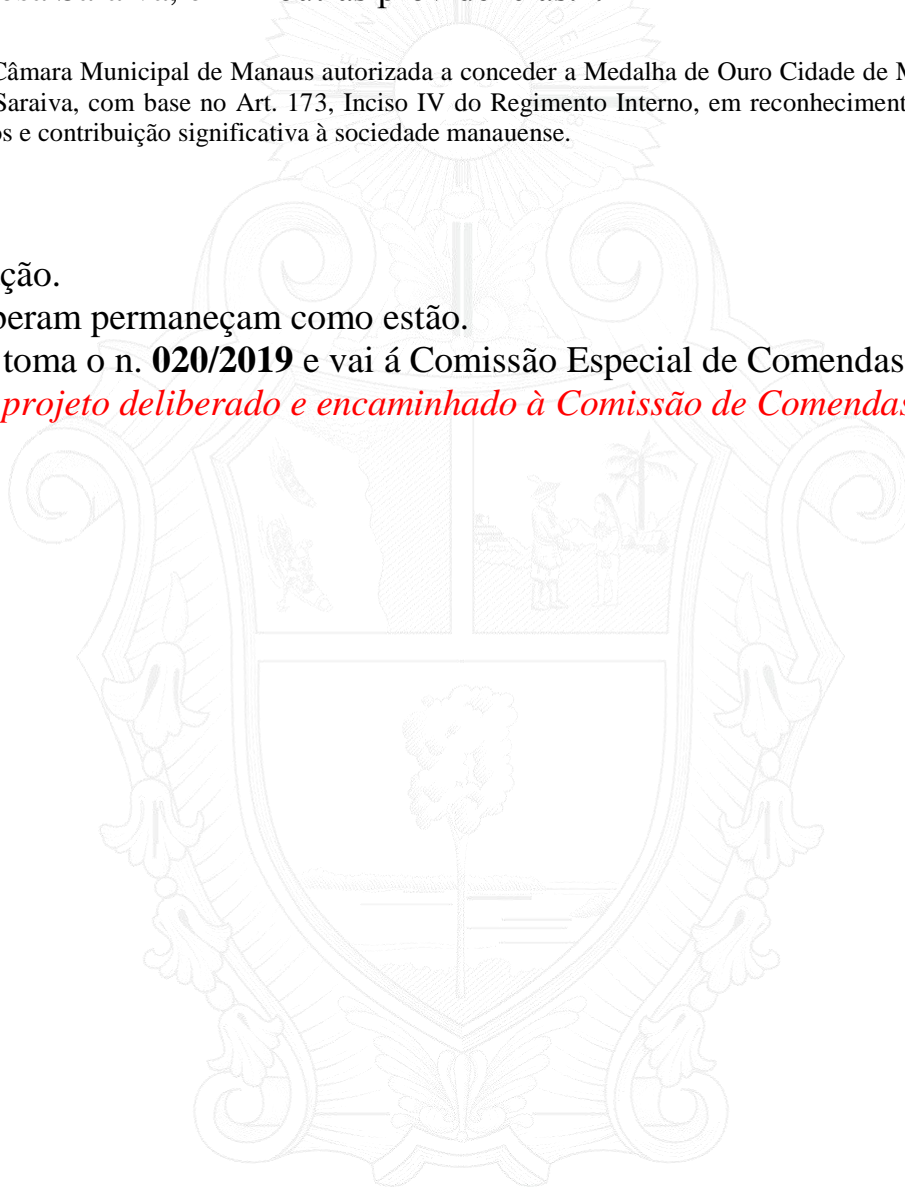 Saraiva,
Câmara Municipal de Manaus autorizada a conceder a Medalha de Ouro Cidade de
Saraiva, com base no Art. 173, Inciso IV do Regimento Interno, em
e contribuição significativa à sociedade manauense.
ção.
peram permaneçam como estão.
toma o n. 020/2019 e vai á Comissão Especial de Comendas
projeto deliberado e encaminhado à Comissão de Comendas